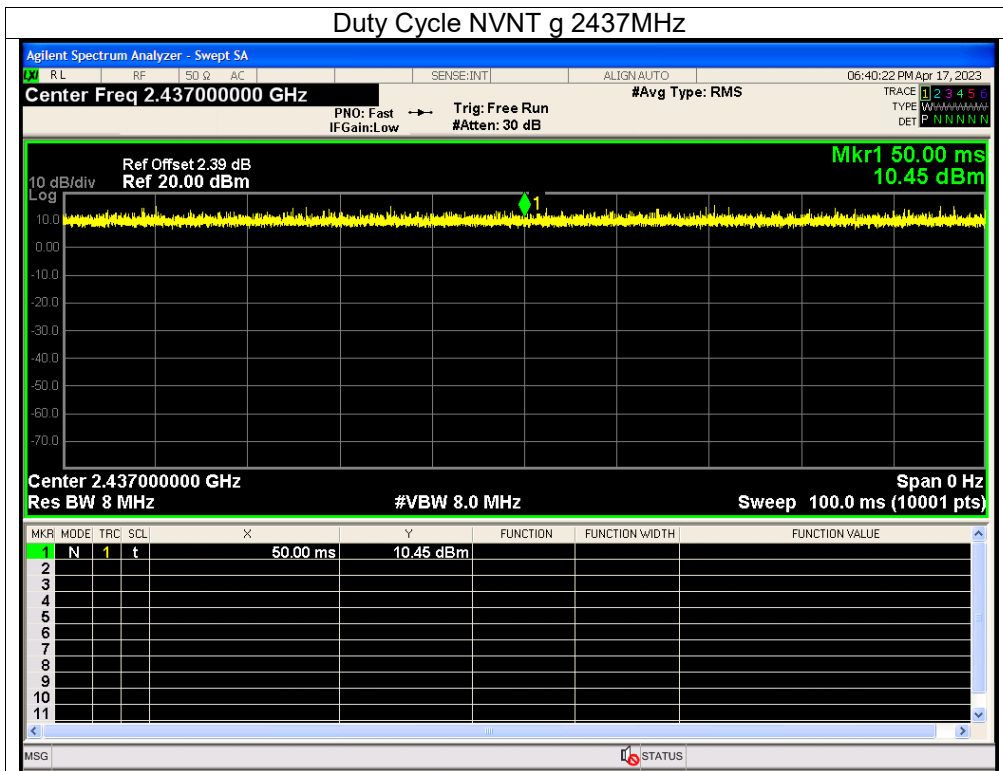 Duty Cycle NVNT g 2437MHz
Agilent Spectrum Analyzer - Swept SA
LXI RL RF 50 Ω AC SENSE:INT ALIGN AUTO 06:40:22 PM Apr 17, 2023
Center Freq 2.437000000 GHz #Avg Type: RMS TRACE 1 2 3 4 5 6
PNO: Fast Trig: Free Run TYPE WWWWWW
IFGain:Low #Atten: 30 dB DET P N N N N N
Mkr1 50.00 ms
Ref Offset 2.39 dB
10 dB/div Ref 20.00 dBm 10.45 dBm
Log
1
10.0
0.00
-10.0
-20.0
-30.0
-40.0
-50.0
-60.0
-70.0
Center 2.437000000 GHz Span 0 Hz
Res BW 8 MHz #VBW 8.0 MHz Sweep 100.0 ms (10001 pts)
MKR MODE TRC SCL X Y FUNCTION FUNCTION WIDTH FUNCTION VALUE
1 N 1 t 50.00 ms 10.45 dBm
2
3
4
5
6
7
8
9
10
11
MSG STATUS